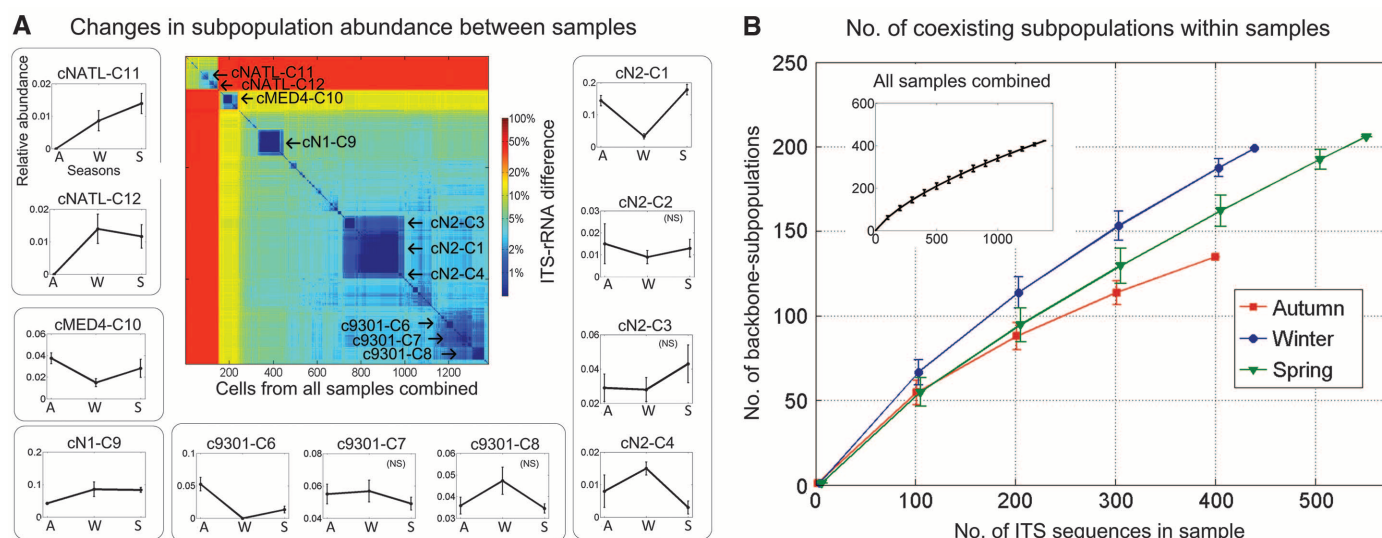 A Changes in subpopulation abundance between samples
cNATL-C11
Relative abundance
0.02
0.01
0
A W S
Seasons
cNATL-C12
0.02
0.01
0
A W S
cMED4-C10
0.06
0.04
0.02
0
A W S
cN1-C9
0.2
0.1
0
A W S
cNATL-C11
cNATL-C12
cMED4-C10
cN1-C9
cN2-C3
cN2-C1
cN2-C4
c9301-C6
c9301-C7
c9301-C8
200 400 600 800 1000 1200
Cells from all samples combined
100%
50%
20%
10%
5%
2%
1%
ITS-rRNA difference
c9301-C6
0.1
0.05
0
A W S
c9301-C7
(NS)
0.08
0.06
0.04
A W S
c9301-C8
(NS)
0.06
0.05
0.04
0.03
A W S
cN2-C1
0.2
0.1
0
A W S
cN2-C2
(NS)
0.03
0.02
0.01
0
A W S
cN2-C3
(NS)
0.06
0.04
0.02
A W S
cN2-C4
0.02
0.01
0
A W S
B No. of coexisting subpopulations within samples
No. of backbone-subpopulations
250
200
150
100
50
0
0 100 200 300 400 500
No. of ITS sequences in sample
All samples combined
600
400
200
0
0 500 1000
Autumn
Winter
Spring